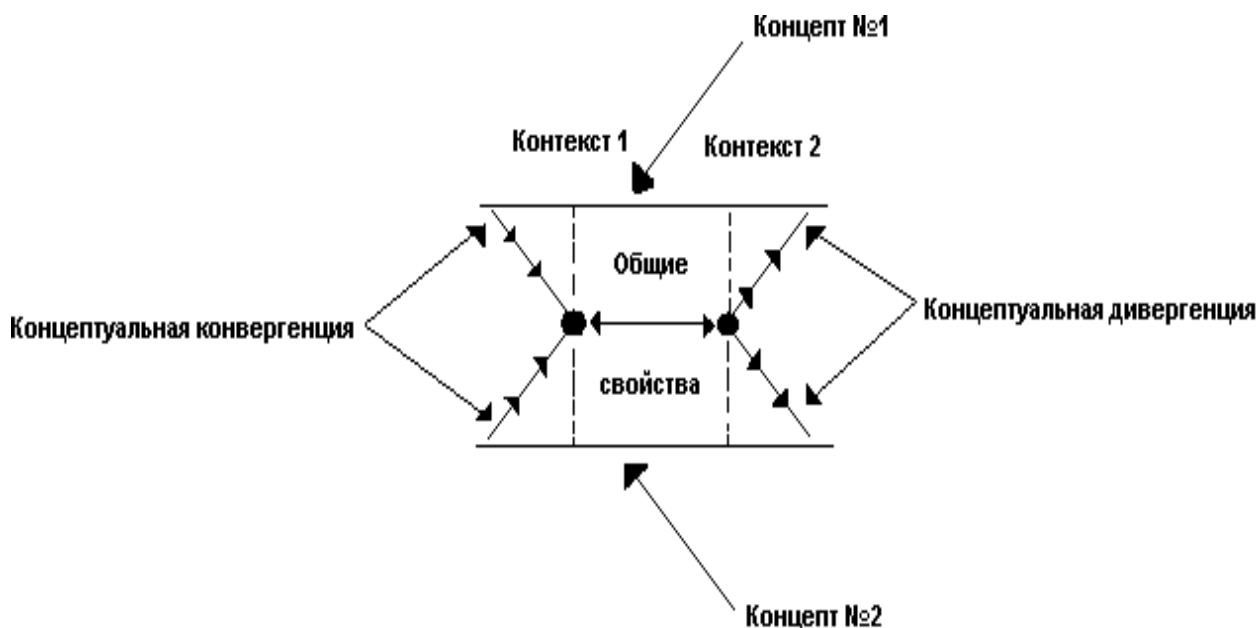 Концепт №1
Контекст 1
Контекст 2
Общие
Концептуальная конвергенция
Концептуальная дивергенция
свойства
Концепт №2